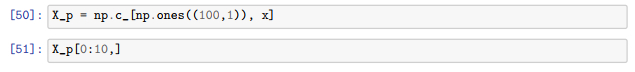 [50]: X_p = np.c_[np.ones((100,1)), x]
[51]: X_p[0:10,]